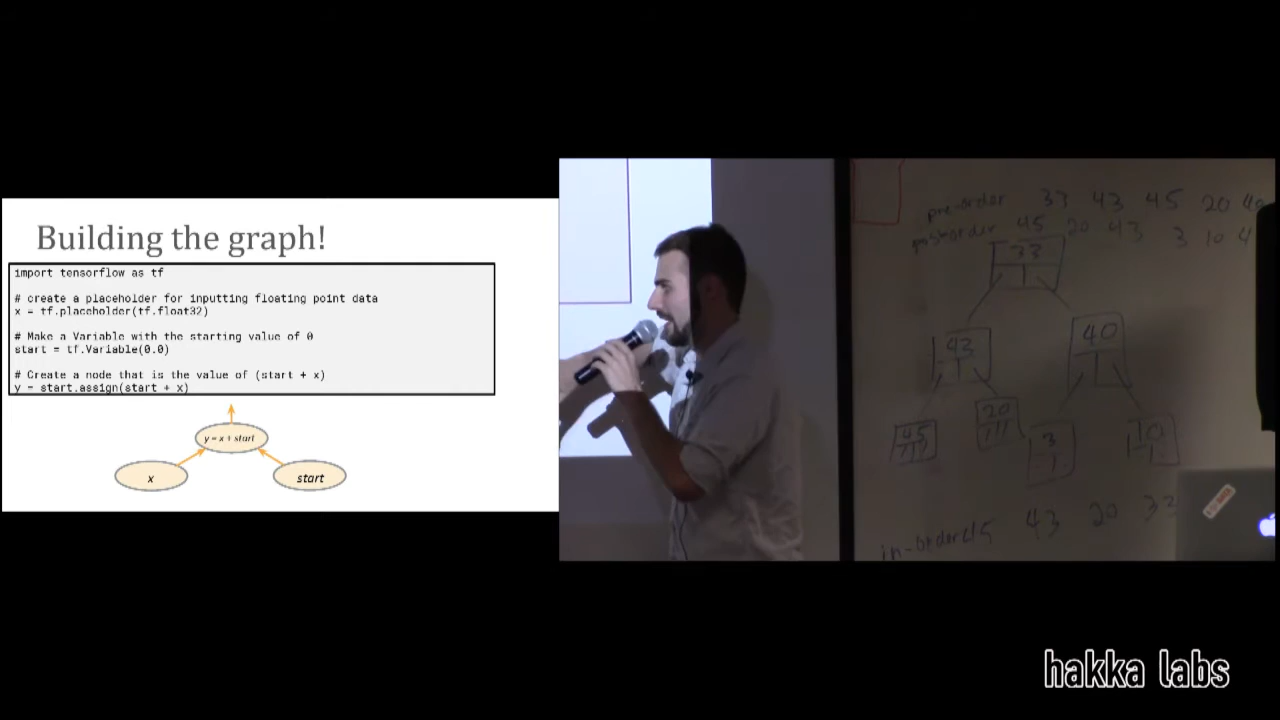 Building the graph!
import tensorflow as tf
# create a placeholder for inputting floating point data
x = tf.placeholder(tf.float32)
# Make a Variable with the starting value of 0
start = tf.Variable(0.0)
# Create a node that is the value of (start + x)
y = start.assign(start + x)
y = x + start
x
start
pre-order 33 43 45 20 40
post-order 45 20 43 3 10 4
33
43
40
45
20
3
10
in-order 45 43 20 33
hakka labs